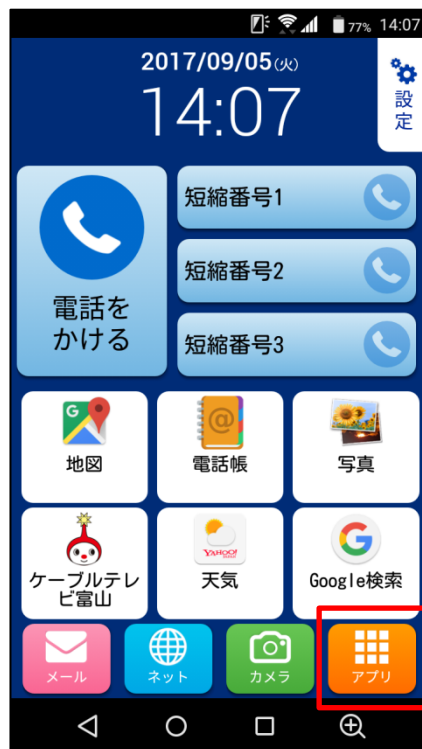 77% 14:07
2017/09/05(火)
14:07
設定
電話を
かける
短縮番号1
短縮番号2
短縮番号3
G
地図
@
電話帳
写真
ケーブルテレ
ビ富山
YAHOO!
天気
G
Google検索
メール
ネット
カメラ
アプリ